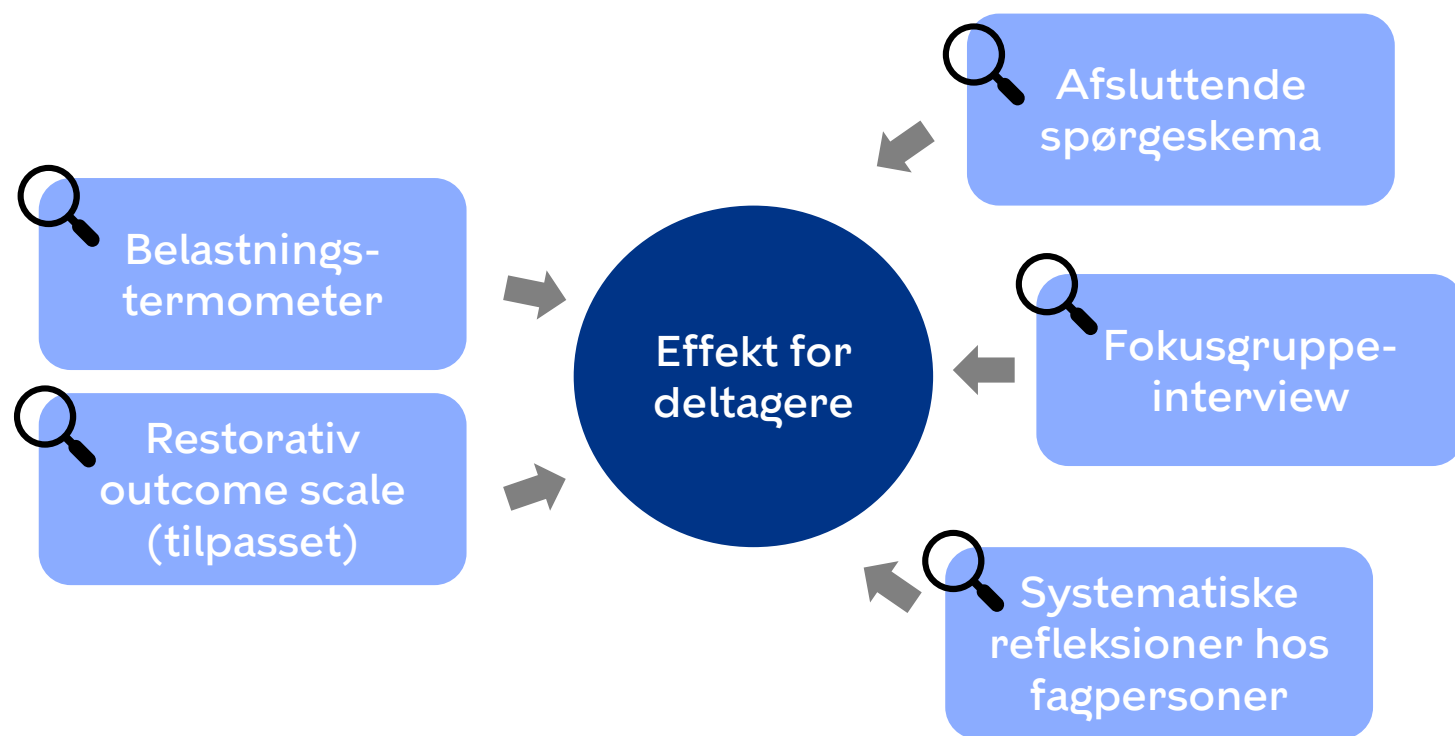 Belastnings-
termometer
Restorativ
outcome scale
(tilpasset)
Effekt for
deltagere
Afsluttende
spørgeskema
Fokusgruppe-
interview
Systematiske
refleksioner hos
fagpersoner